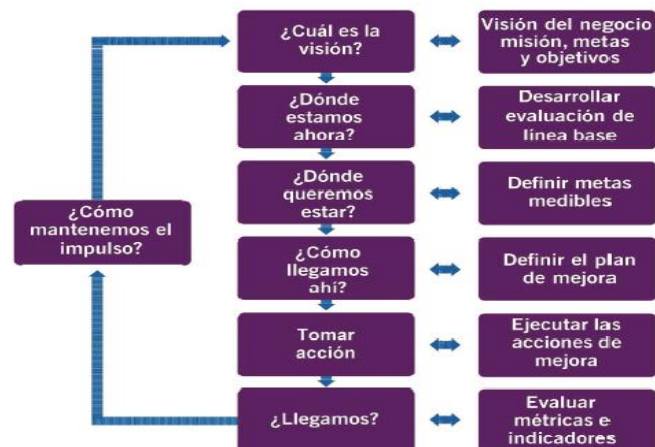 ¿Cuál es la
visión?
Visión del negocio
misión, metas
y objetivos
¿Dónde
estamos
ahora?
Desarrollar
evaluación de
línea base
¿Dónde
queremos
estar?
Definir metas
medibles
¿Cómo
mantenemos el
impulso?
¿Cómo
llegamos
ahí?
Definir el plan
de mejora
Tomar
acción
Ejecutar las
acciones de
mejora
¿Llegamos?
Evaluar
métricas e
indicadores